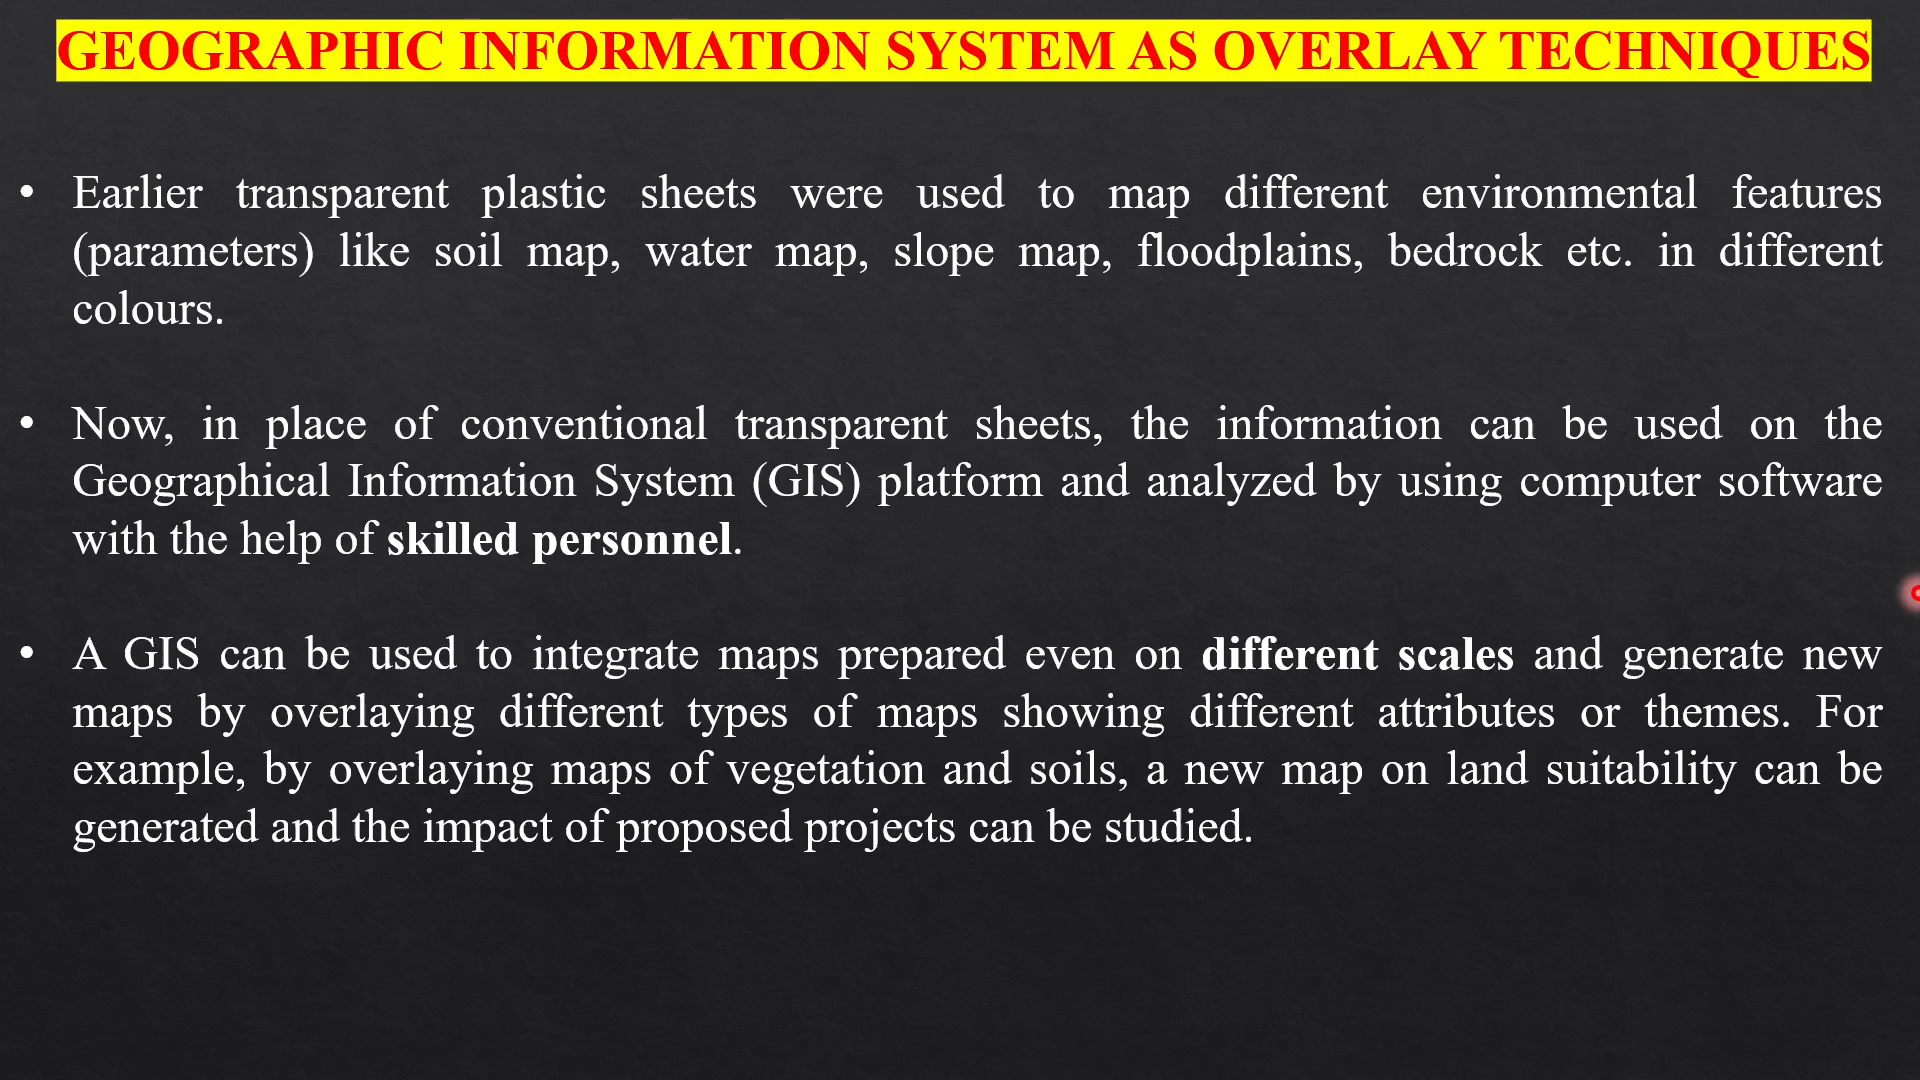 GEOGRAPHIC INFORMATION SYSTEM AS OVERLAY TECHNIQUES
• Earlier transparent plastic sheets were used to map different environmental features
(parameters) like soil map, water map, slope map, floodplains, bedrock etc. in different
colours.
• Now, in place of conventional transparent sheets, the information can be used on the
Geographical Information System (GIS) platform and analyzed by using computer software
with the help of skilled personnel.
• A GIS can be used to integrate maps prepared even on different scales and generate new
maps by overlaying different types of maps showing different attributes or themes. For
example, by overlaying maps of vegetation and soils, a new map on land suitability can be
generated and the impact of proposed projects can be studied.